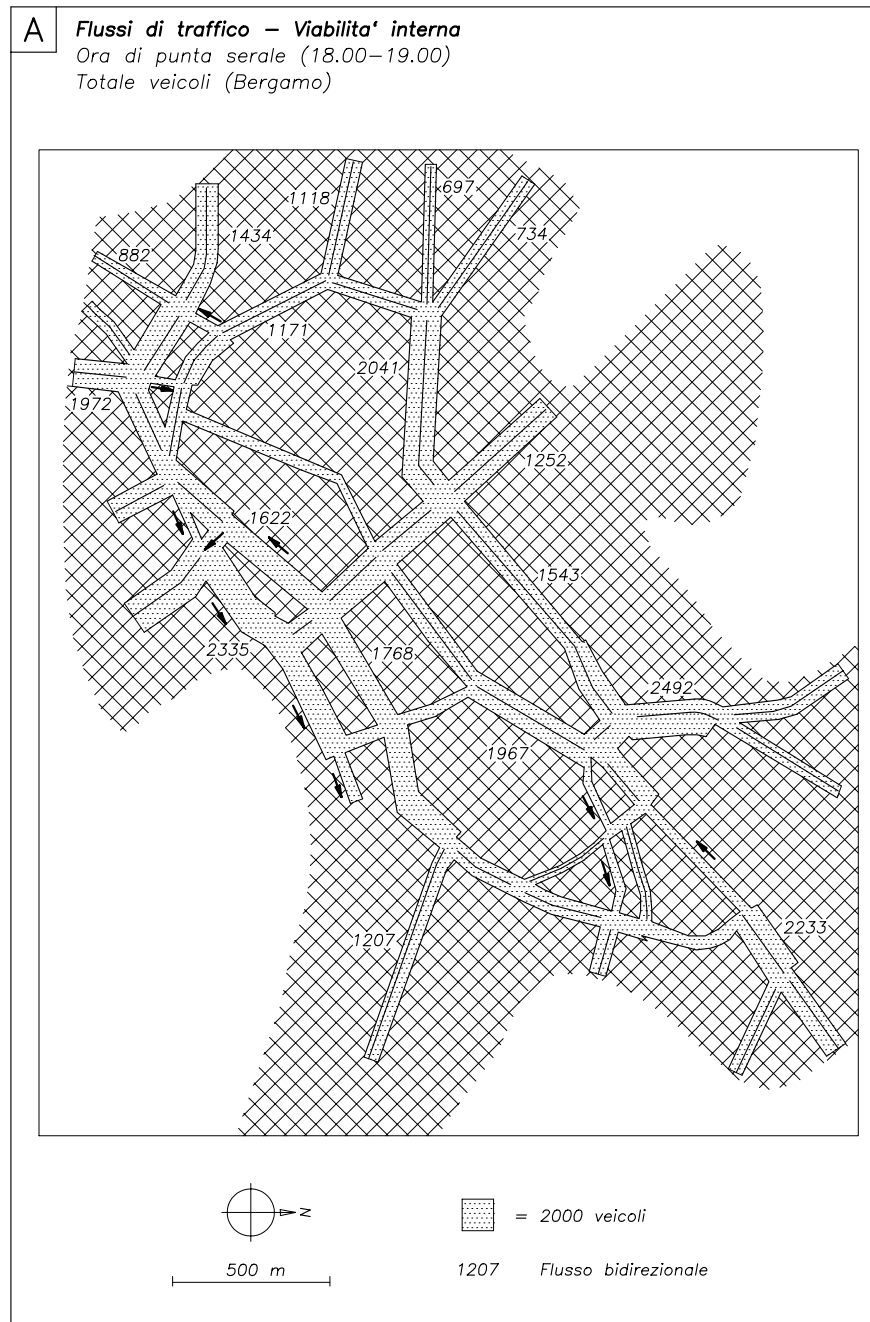 A
Flussi di traffico – Viabilita' interna
Ora di punta serale (18.00–19.00)
Totale veicoli (Bergamo)
1118
697
734
1434
882
1171
2041
1972
1252
1622
1543
2335
1768
2492
1967
1207
2233
N
= 2000 veicoli
500 m
1207 Flusso bidirezionale